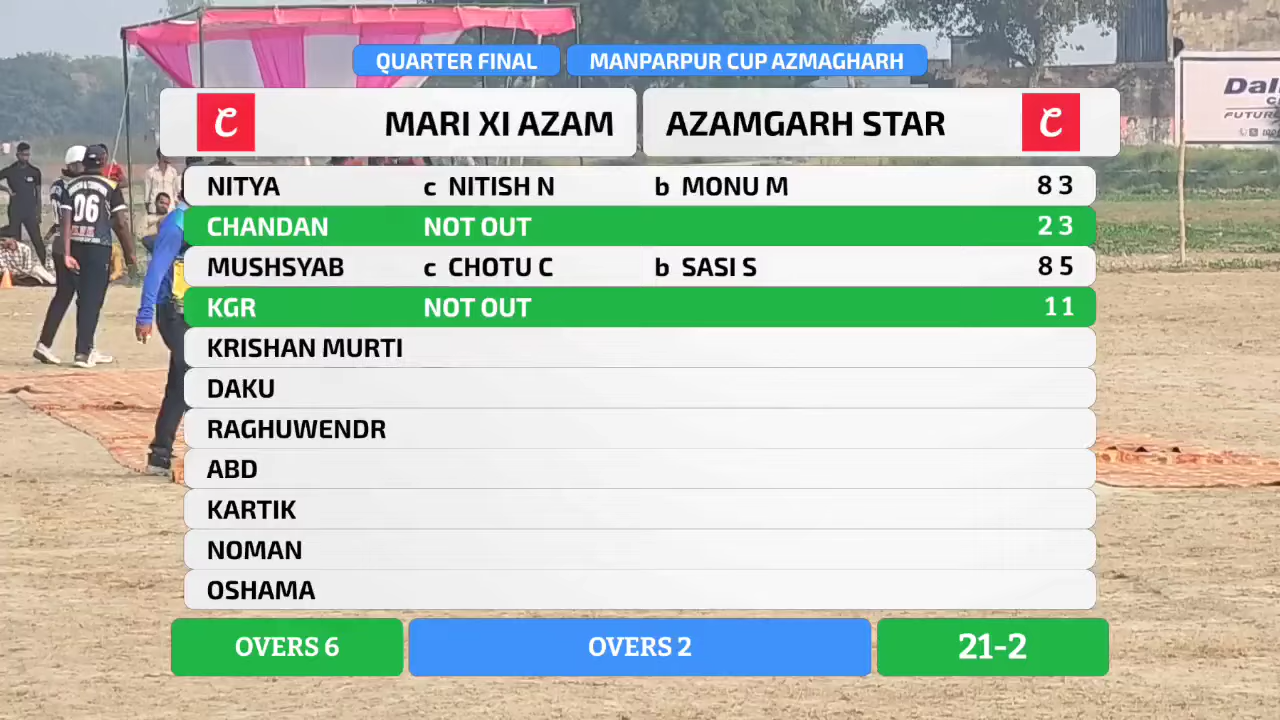 QUARTER FINAL MANPARPUR CUP AZMAGHARH
C MARI XI AZAM AZAMGARH STAR C
NITYA c NITISH N b MONU M 8 3
CHANDAN NOT OUT 2 3
MUSHSYAB c CHOTU C b SASI S 8 5
KGR NOT OUT 1 1
KRISHAN MURTI
DAKU
RAGHUWENDR
ABD
KARTIK
NOMAN
OSHAMA
OVERS 6 OVERS 2 21-2
06
FUTURE